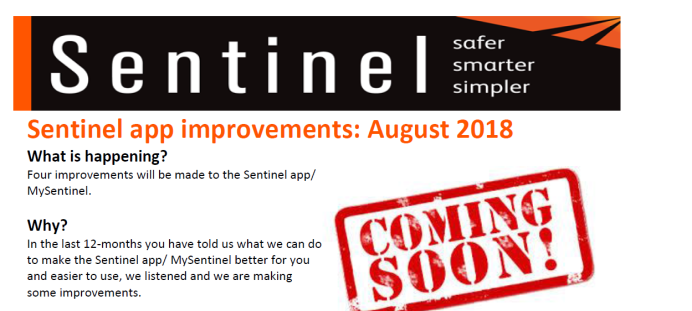 Sentinel
safer
smarter
simpler
Sentinel app improvements: August 2018
What is happening?
Four improvements will be made to the Sentinel app/
MySentinel.
Why?
In the last 12-months you have told us what we can do
to make the Sentinel app/ MySentinel better for you
and easier to use, we listened and we are making
some improvements.
COMING
SOON!